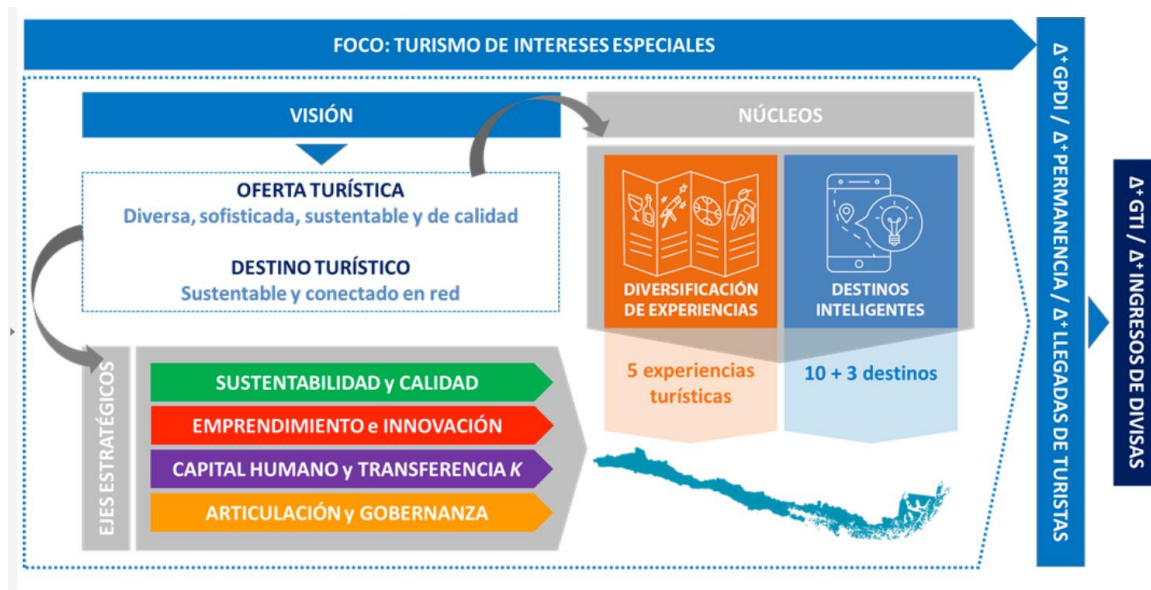 FOCO: TURISMO DE INTERESES ESPECIALES
VISIÓN
OFERTA TURÍSTICA
Diversa, sofisticada, sustentable y de calidad
DESTINO TURÍSTICO
Sustentable y conectado en red
NÚCLEOS
DIVERSIFICACIÓN
DE EXPERIENCIAS
DESTINOS
INTELIGENTES
5 experiencias
turísticas
10 + 3 destinos
EJES ESTRATÉGICOS
SUSTENTABILIDAD y CALIDAD
EMPRENDIMIENTO e INNOVACIÓN
CAPITAL HUMANO y TRANSFERENCIA K
ARTICULACIÓN y GOBERNANZA
Δ⁺ GPDI / Δ⁺ PERMANENCIA / Δ⁺ LLEGADAS DE TURISTAS
Δ⁺ GTI / Δ⁺ INGRESOS DE DIVISAS